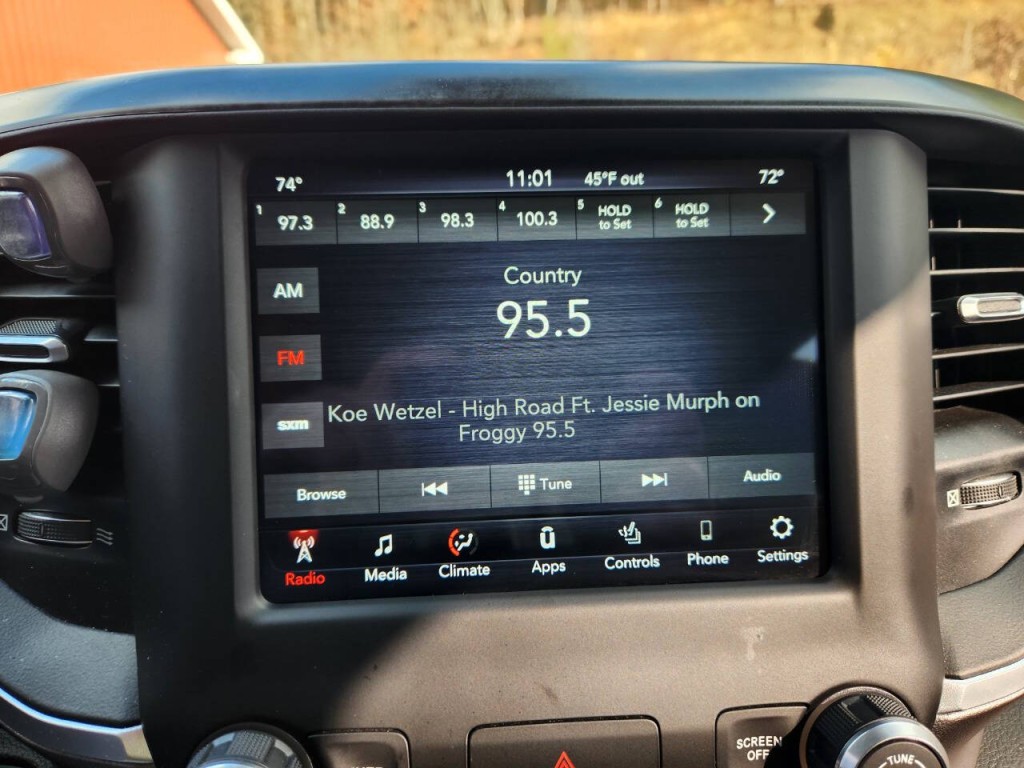 74° 11:01 45°F out 72°
1 97.3 2 88.9 3 98.3 4 100.3 5 HOLD to Set 6 HOLD to Set
Country
AM
95.5
FM
Koe Wetzel - High Road Ft. Jessie Murph on
sxm
Froggy 95.5
Browse Tune Audio
Radio Media Climate Apps Controls Phone Settings
SCREEN
OFF
TUNE